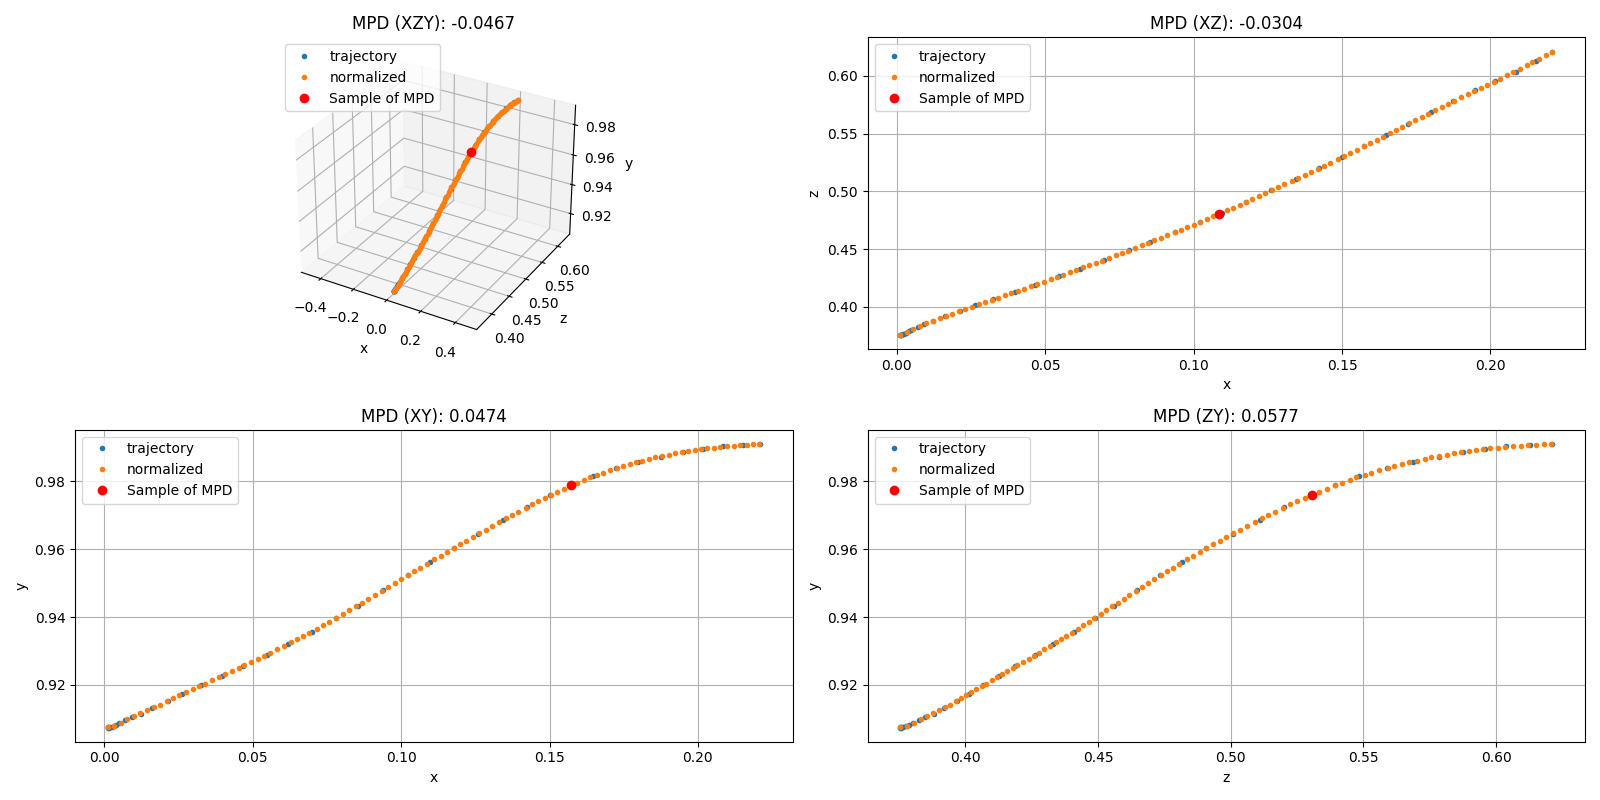 MPD (XZY): -0.0467
trajectory
normalized
Sample of MPD
0.98
0.96
0.94
0.92
y
−0.4
−0.2
0.0
0.2
0.4
x
0.40
0.45
0.50
0.55
0.60
z
MPD (XZ): -0.0304
trajectory
normalized
Sample of MPD
0.60
0.55
0.50
0.45
0.40
z
0.00 0.05 0.10 0.15 0.20
x
MPD (XY): 0.0474
trajectory
normalized
Sample of MPD
0.98
0.96
0.94
0.92
y
0.00 0.05 0.10 0.15 0.20
x
MPD (ZY): 0.0577
trajectory
normalized
Sample of MPD
0.98
0.96
0.94
0.92
y
0.40 0.45 0.50 0.55 0.60
z